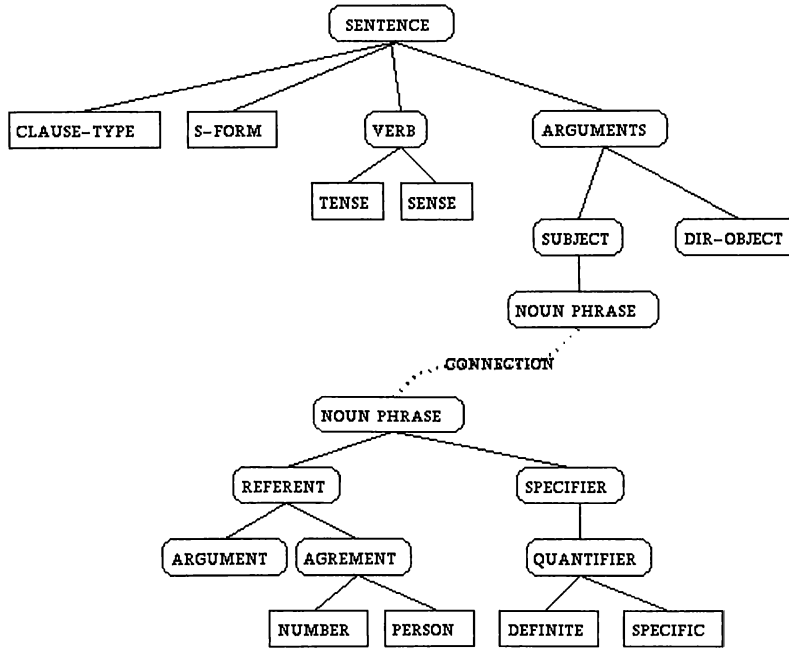 SENTENCE
CLAUSE-TYPE S-FORM VERB ARGUMENTS
TENSE SENSE
SUBJECT DIR-OBJECT
NOUN PHRASE
CONNECTION
NOUN PHRASE
REFERENT SPECIFIER
ARGUMENT AGREMENT QUANTIFIER
NUMBER PERSON DEFINITE SPECIFIC